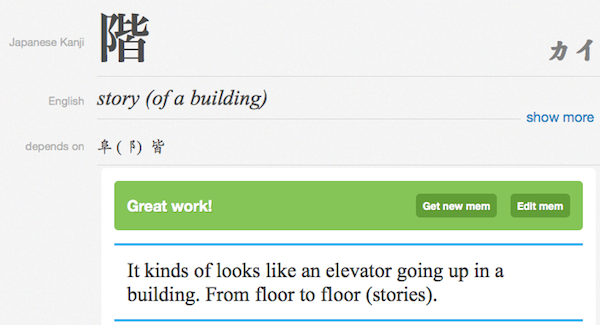 Japanese Kanji 階 カイ
English story (of a building)
show more
depends on 阜 (阝) 皆
Great work! Get new mem Edit mem
It kinds of looks like an elevator going up in a
building. From floor to floor (stories).